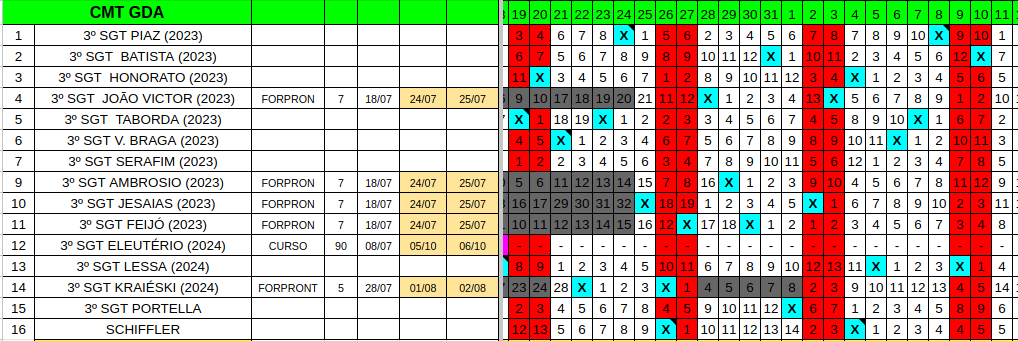 CMT GDA 19 20 21 22 23 24 25 26 27 28 29 30 31 1 2 3 4 5 6 7 8 9 10 11
1 3º SGT PIAZ (2023) 3 4 6 7 8 X 1 5 6 2 3 4 5 6 7 8 7 8 9 10 X 9 10 1
2 3º SGT BATISTA (2023) 6 7 5 6 7 8 9 8 9 10 11 12 X 1 10 11 2 3 4 5 6 12 X 7
3 3º SGT HONORATO (2023) 11 X 3 4 5 6 7 1 2 8 9 10 11 12 3 4 X 1 2 3 4 5 6 5
4 3º SGT JOÃO VICTOR (2023) FORPRON 7 18/07 24/07 25/07 9 10 17 18 19 20 21 11 12 X 1 2 3 4 13 X 5 6 7 8 9 1 2 10
5 3º SGT TABORDA (2023) X 1 18 19 X 1 2 2 3 3 4 5 6 7 4 5 8 9 10 X 1 6 7 2
6 3º SGT V. BRAGA (2023) 4 5 X 1 2 3 4 6 7 5 6 7 8 9 8 9 10 11 X 1 2 10 11 3
7 3º SGT SERAFIM (2023) 1 2 2 3 4 5 6 3 4 7 8 9 10 11 5 6 12 1 2 3 4 7 8 5
9 3º SGT AMBROSIO (2023) FORPRON 7 18/07 24/07 25/07 5 6 11 12 13 14 15 7 8 16 X 1 2 3 9 10 4 5 6 7 8 11 12 9
10 3º SGT JESAIAS (2023) FORPRON 7 18/07 24/07 25/07 16 17 29 30 31 32 X 18 19 1 2 3 4 5 X 1 6 7 8 9 10 2 3 11
11 3º SGT FEIJÓ (2023) FORPRON 7 18/07 24/07 25/07 10 11 12 13 14 15 16 12 X 17 18 X 1 2 1 2 3 4 5 6 7 3 4 8
12 3º SGT ELEUTÉRIO (2024) CURSO 90 08/07 05/10 06/10 - - - - - - - - - - - - - - - - - - - - - - - -
13 3º SGT LESSA (2024) 8 9 1 2 3 4 5 10 11 6 7 8 9 10 12 13 11 X 1 2 3 X 1 4
14 3º SGT KRAIÉSKI (2024) FORPRONT 5 28/07 01/08 02/08 23 24 28 X 1 2 3 X 1 4 5 6 7 8 2 3 9 10 11 12 13 4 5 14
15 3º SGT PORTELLA 2 3 4 5 6 7 8 4 5 9 10 11 12 X 6 7 1 2 3 4 5 8 9 6
16 SCHIFFLER 12 13 5 6 7 8 9 X 1 10 11 12 13 14 2 3 X 1 2 3 4 4 5 5